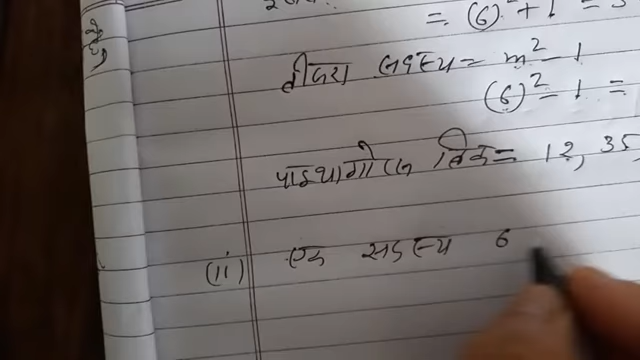 = (6)² + 1 =
तीसरा सदस्य = m² - 1
(6)² - 1 =
पाइथागोरस त्रिक = 12, 35
(ii) एक सदस्य 6